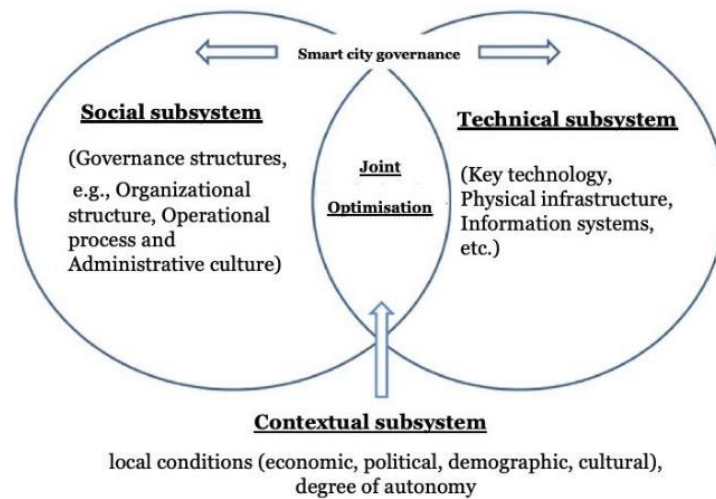 Smart city governance
Social subsystem
(Governance structures,
e.g., Organizational
structure, Operational
process and
Administrative culture)
Joint
Optimisation
Technical subsystem
(Key technology,
Physical infrastructure,
Information systems,
etc.)
Contextual subsystem
local conditions (economic, political, demographic, cultural),
degree of autonomy